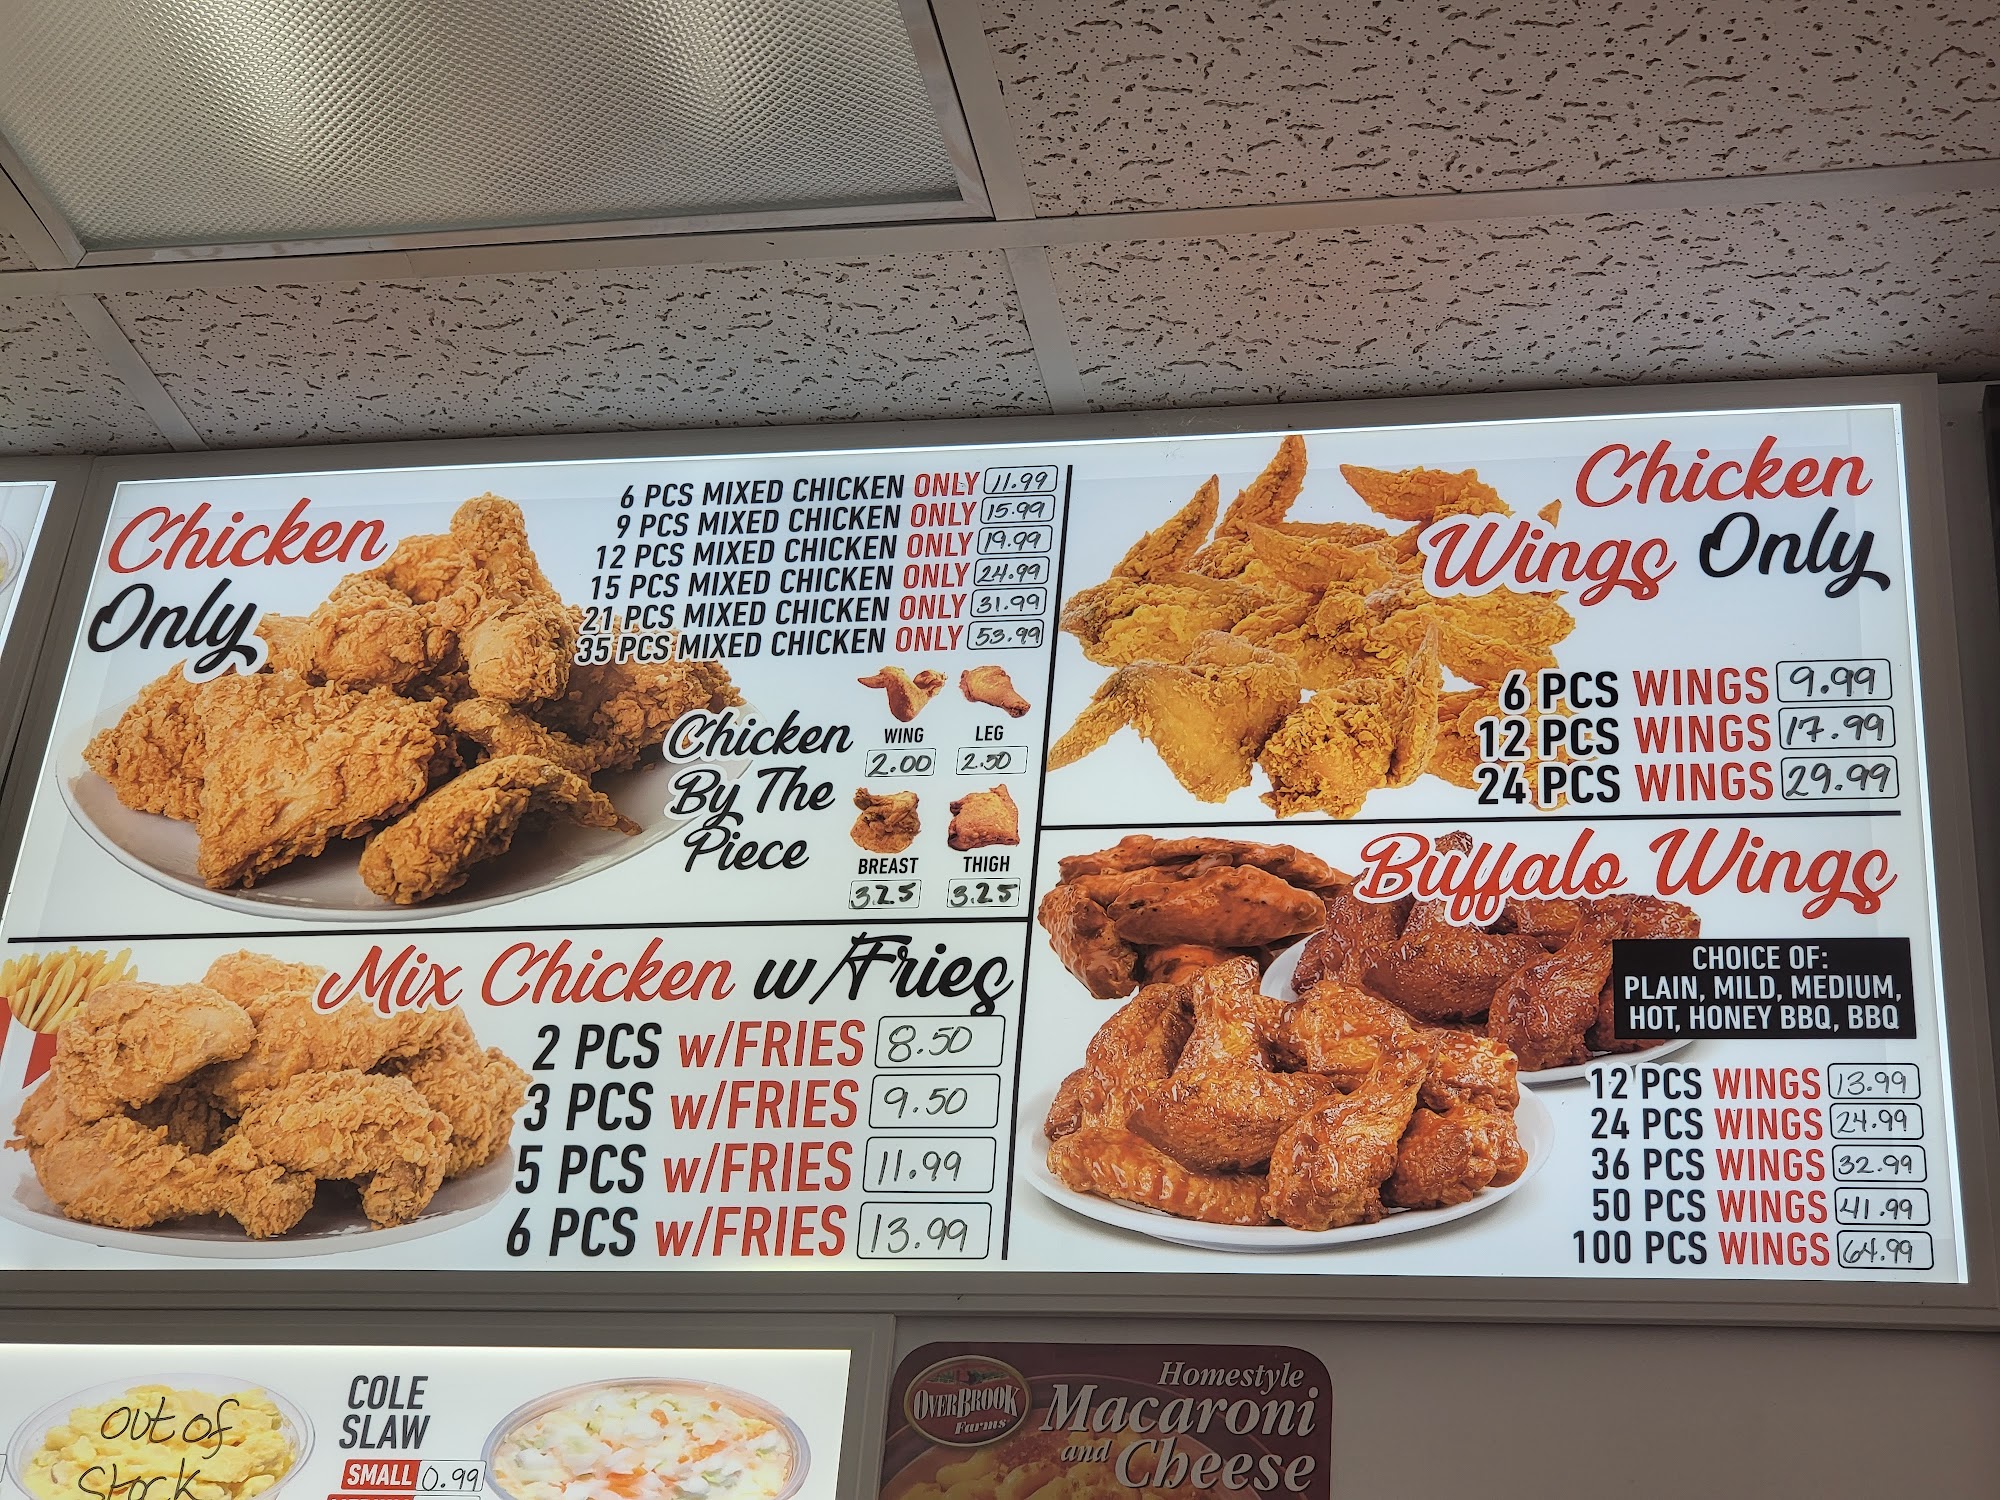 Chicken
Only
6 PCS MIXED CHICKEN ONLY 11.99
9 PCS MIXED CHICKEN ONLY 15.99
12 PCS MIXED CHICKEN ONLY 19.99
15 PCS MIXED CHICKEN ONLY 24.99
21 PCS MIXED CHICKEN ONLY 31.99
35 PCS MIXED CHICKEN ONLY 53.99
Chicken
By The
Piece
WING LEG
2.00 2.50
BREAST THIGH
3.25 3.25
Mix Chicken w/Fries
2 PCS w/FRIES 8.50
3 PCS w/FRIES 9.50
5 PCS w/FRIES 11.99
6 PCS w/FRIES 13.99
Chicken
Wings Only
6 PCS WINGS 9.99
12 PCS WINGS 17.99
24 PCS WINGS 29.99
Buffalo Wings
CHOICE OF:
PLAIN, MILD, MEDIUM,
HOT, HONEY BBQ, BBQ
12 PCS WINGS 13.99
24 PCS WINGS 24.99
36 PCS WINGS 32.99
50 PCS WINGS 41.99
100 PCS WINGS 64.99
out of
Stock
COLE
SLAW
SMALL 0.99
OVERBROOK
Farms
Homestyle
Macaroni
and Cheese